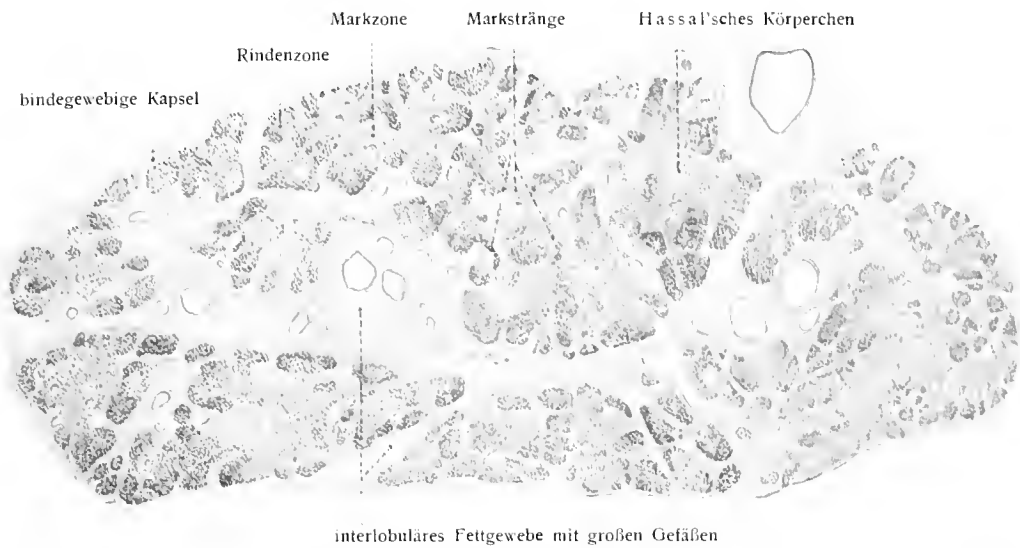 Markzone Markstränge Hassal'sches Körperchen
Rindenzone
bindegewebige Kapsel
interlobuläres Fettgewebe mit großen Gefäßen